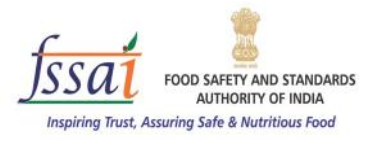 fssai
FOOD SAFETY AND STANDARDS
AUTHORITY OF INDIA
Inspiring Trust, Assuring Safe & Nutritious Food